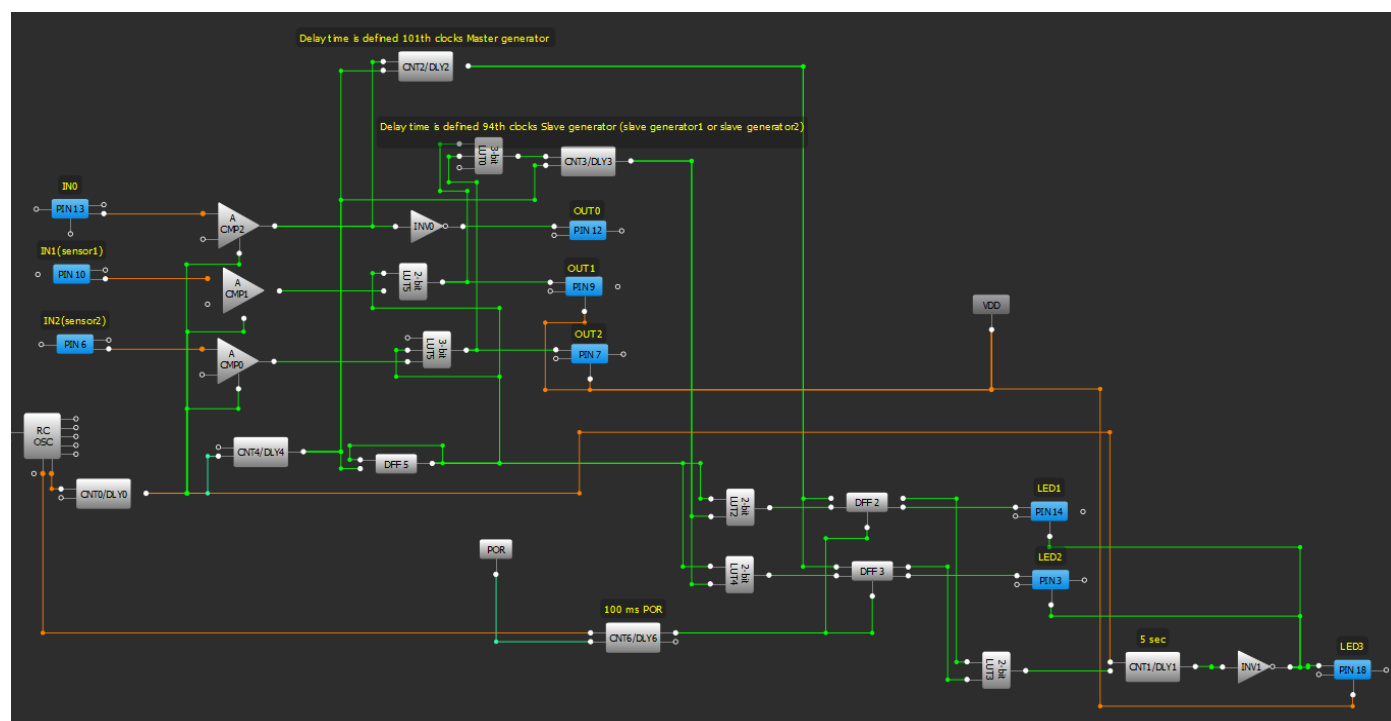 Delay time is defined 101th clocks Master generator
CNT2/DLY2
Delay time is defined 94th clocks Slave generator (slave generator1 or slave generator2)
3-bit
LUT0
CNT3/DLY3
IN0
PIN 13
A
CMP2
INV0
OUT0
PIN 12
IN1(sensor1)
PIN 10
A
CMP1
2-bit
LUT5
OUT1
PIN 9
VDD
IN2(sensor2)
PIN 6
A
CMP0
3-bit
LUT5
OUT2
PIN 7
RC
OSC
CNT4/DLY4
DFF 5
CNT0/DLY0
2-bit
LUT2
DFF 2
LED1
PIN 14
POR
2-bit
LUT4
DFF 3
LED2
PIN 3
100 ms POR
CNT6/DLY6
2-bit
LUT3
5 sec
CNT1/DLY1
INV1
LED3
PIN 18